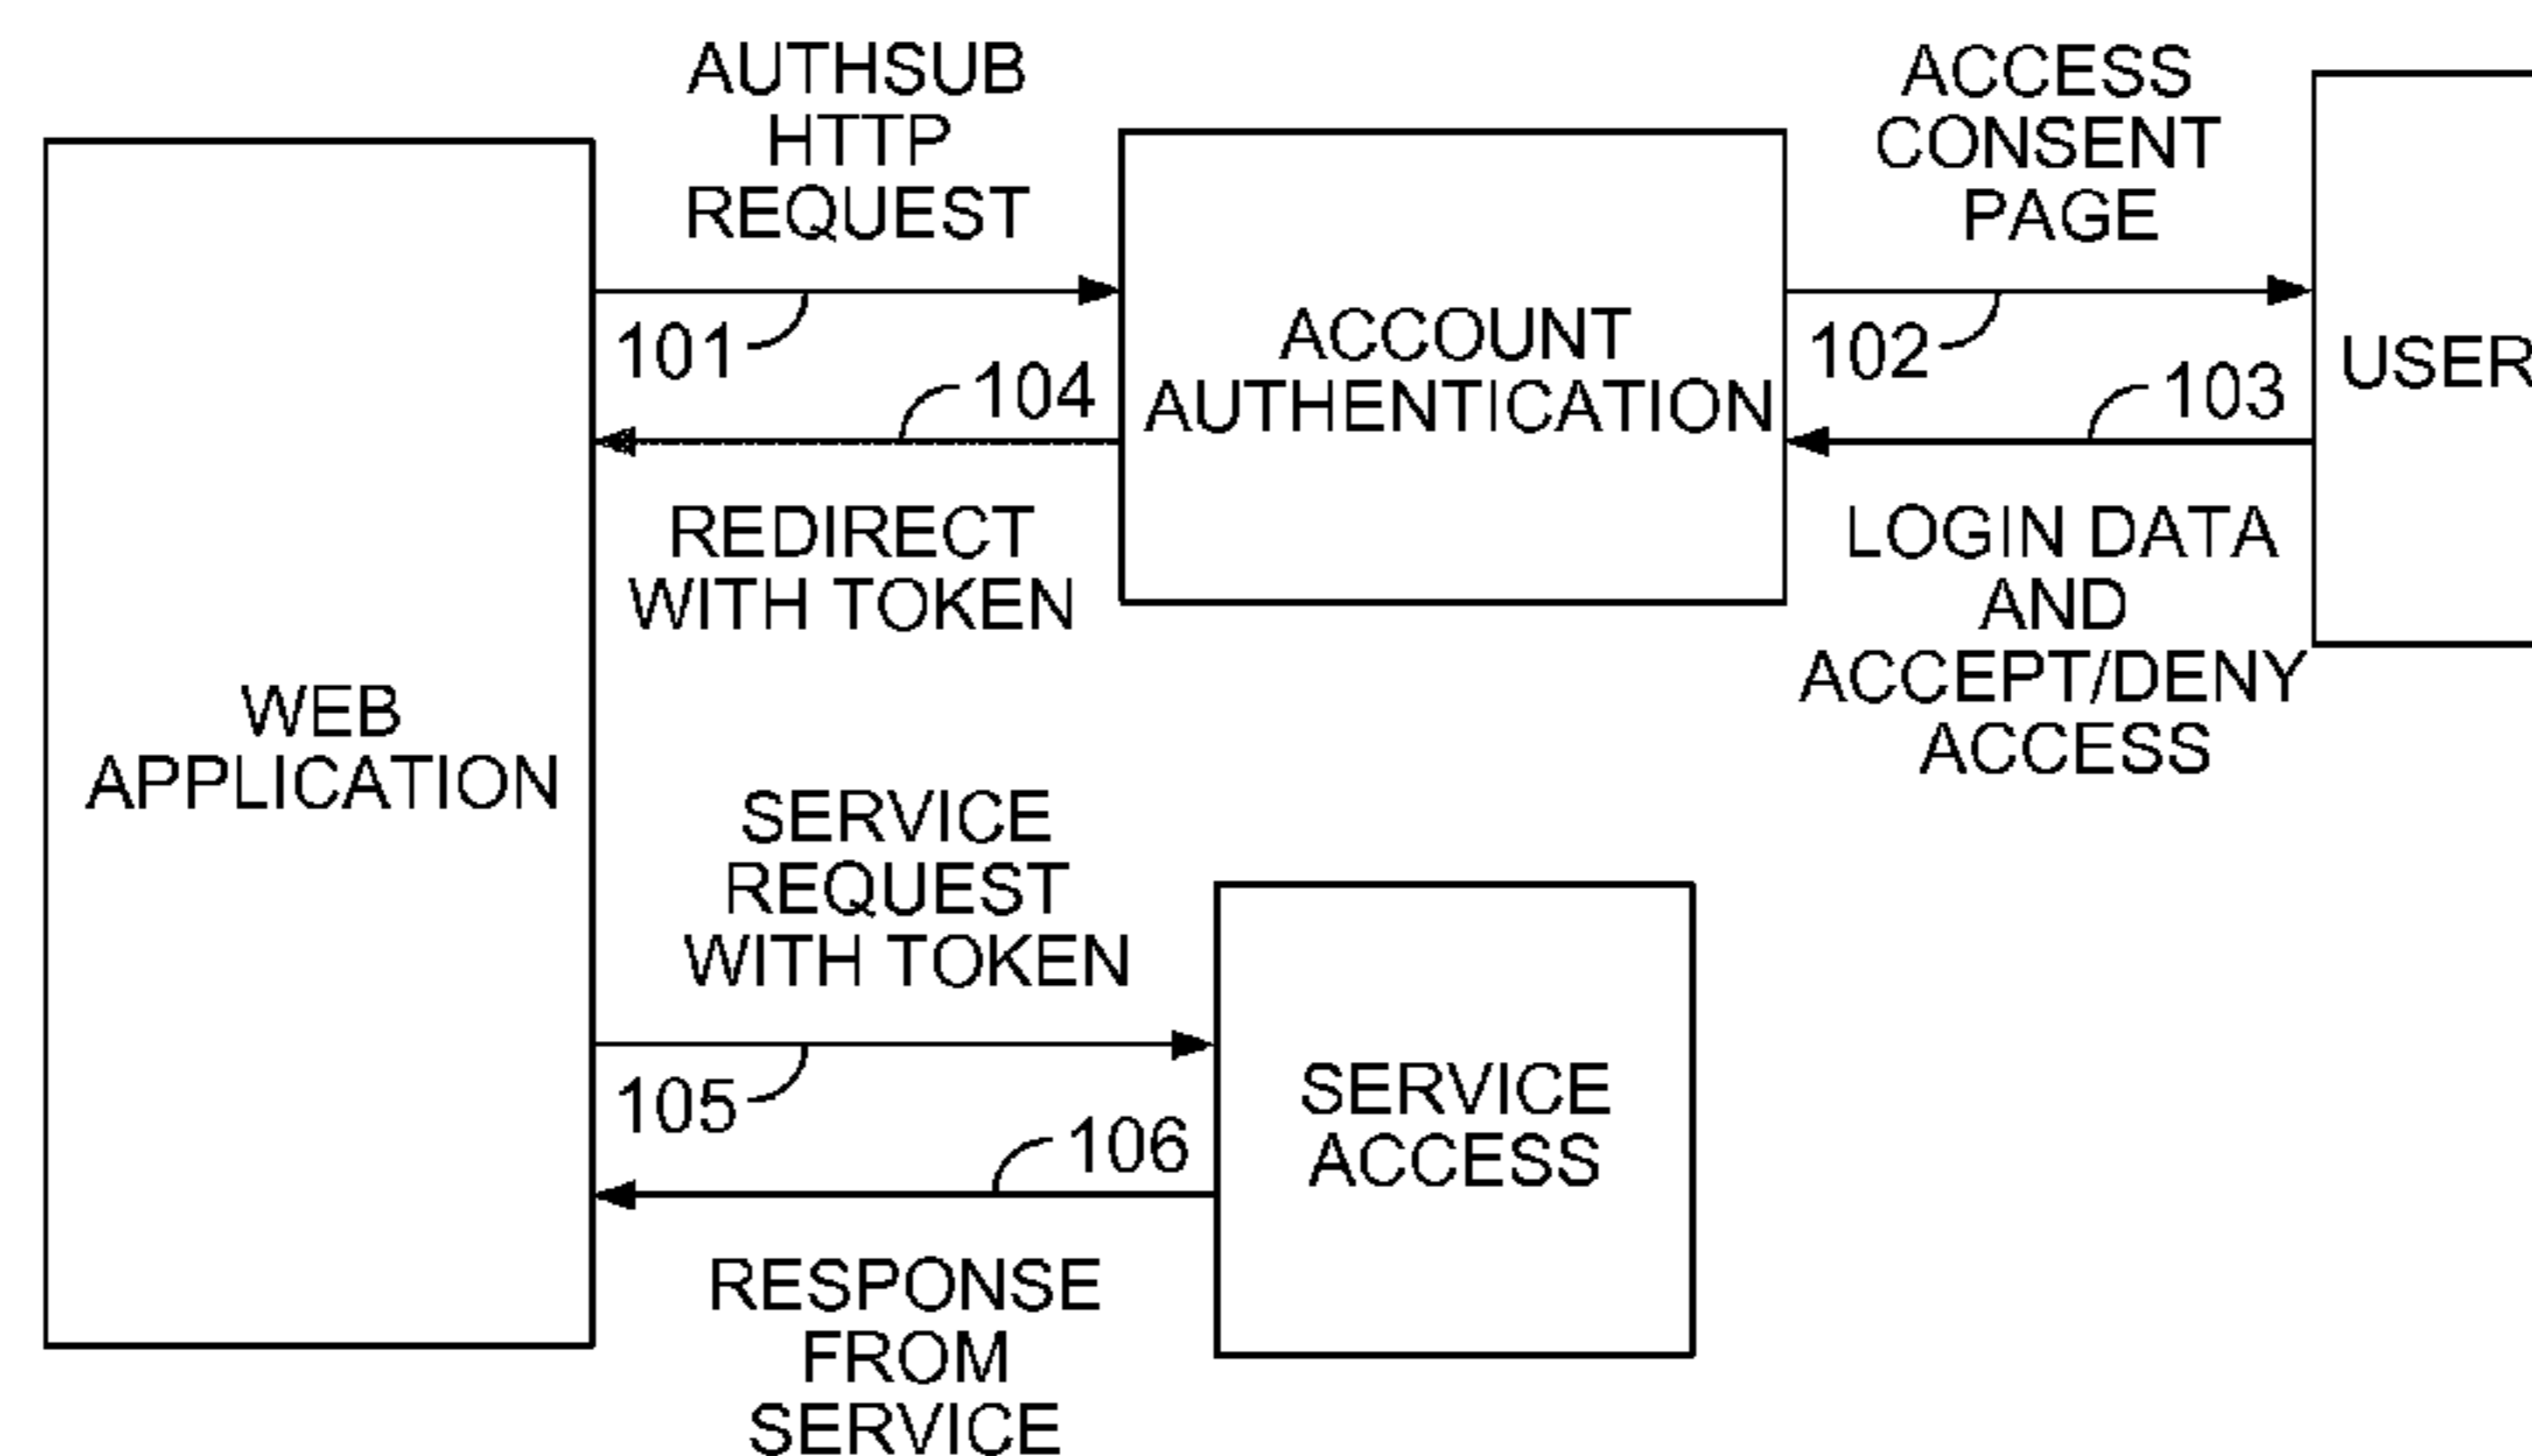 AUTHSUB
HTTP
REQUEST
ACCESS
CONSENT
PAGE
101
102
ACCOUNT
AUTHENTICATION
USER
104
103
REDIRECT
WITH TOKEN
LOGIN DATA
AND
ACCEPT/DENY
ACCESS
WEB
APPLICATION
SERVICE
REQUEST
WITH TOKEN
105
106
SERVICE
ACCESS
RESPONSE
FROM
SERVICE